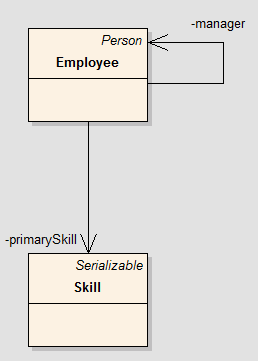 -manager
Person
Employee
-primarySkill
Serializable
Skill